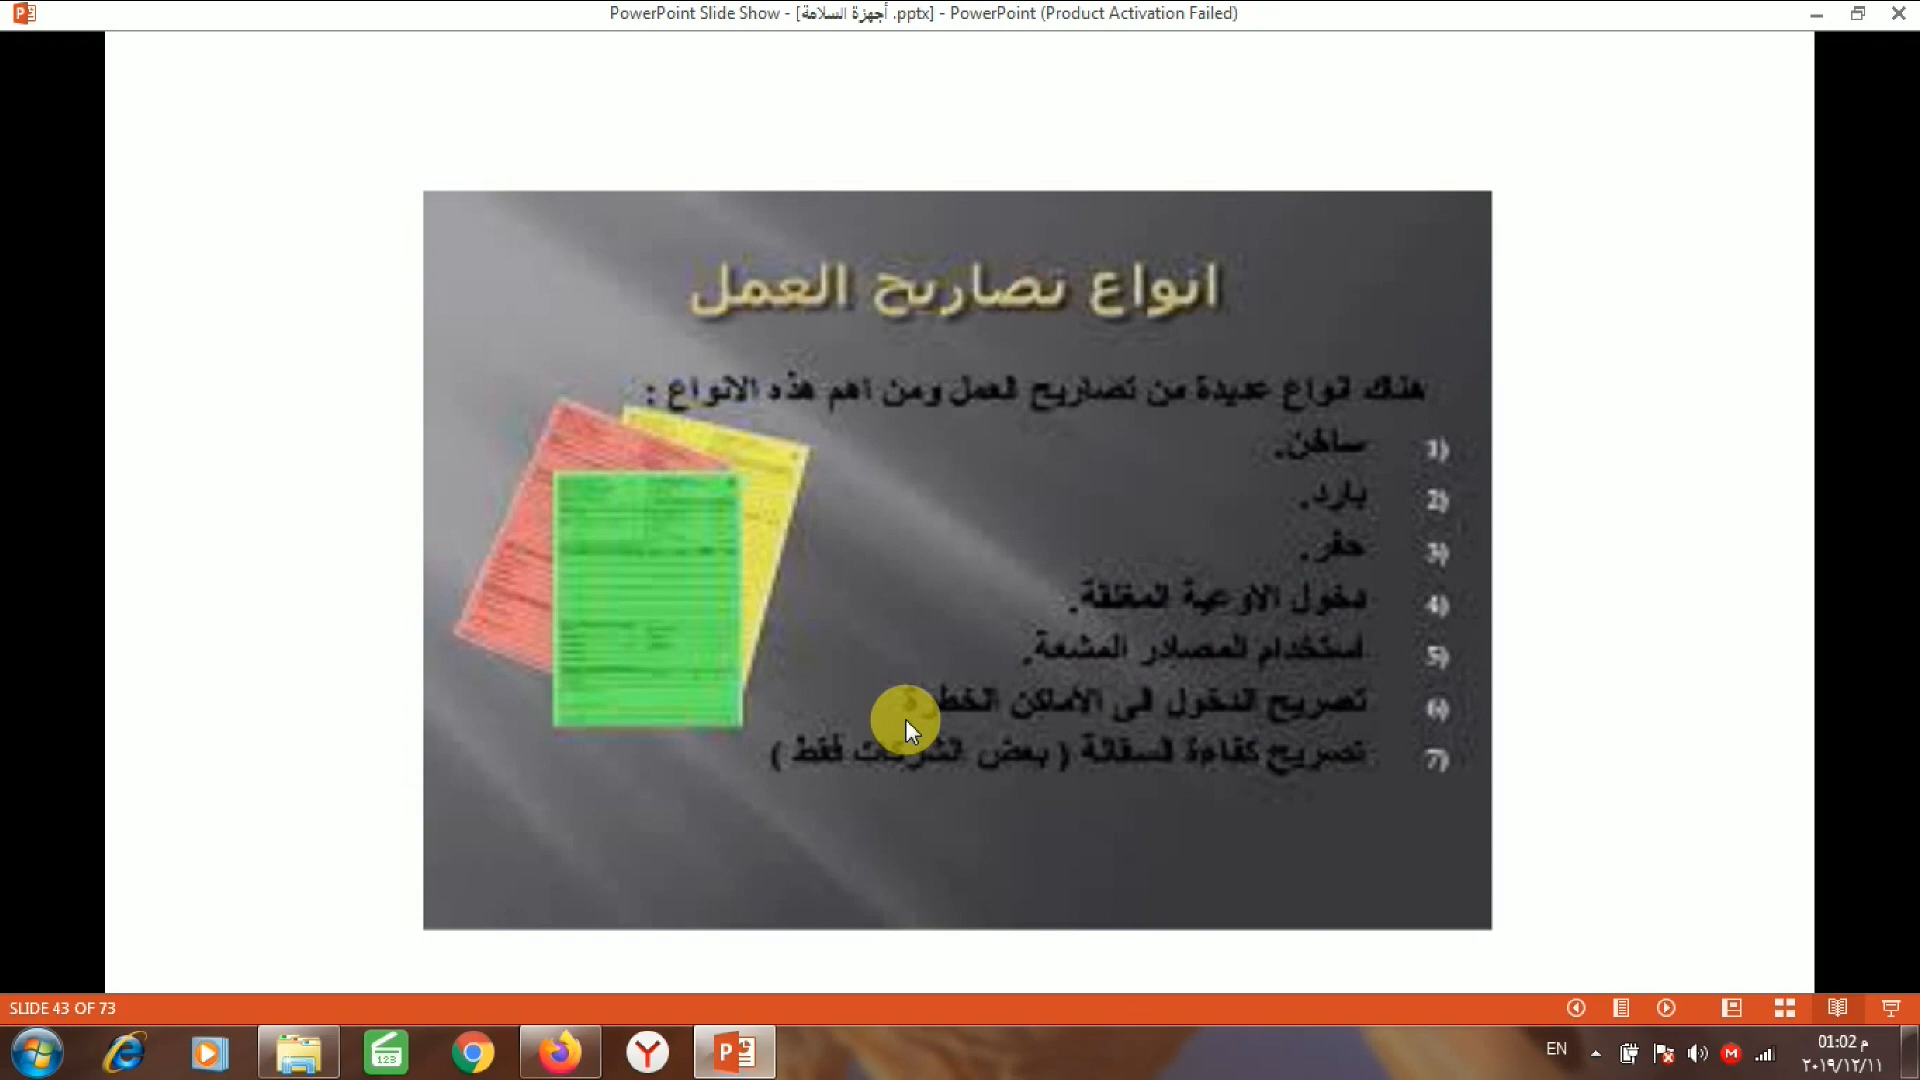 PowerPoint Slide Show - [أجهزة السلامة .pptx] - PowerPoint (Product Activation Failed)
انواع تصاريح العمل
هناك انواع عديدة من تصاريح العمل ومن اهم هذه الانواع :
1) ساخن.
2) بارد.
3) حفر.
4) دخول الاوعية المغلقة.
5) استخدام المصادر المشعة.
6) تصريح الدخول الى الاماكن الخطرة
7) تصريح كفاءة السقالة ( بعض الشركات فقط )
SLIDE 43 OF 73
123
EN
01:02 م
٢٠١٩/١٢/١١